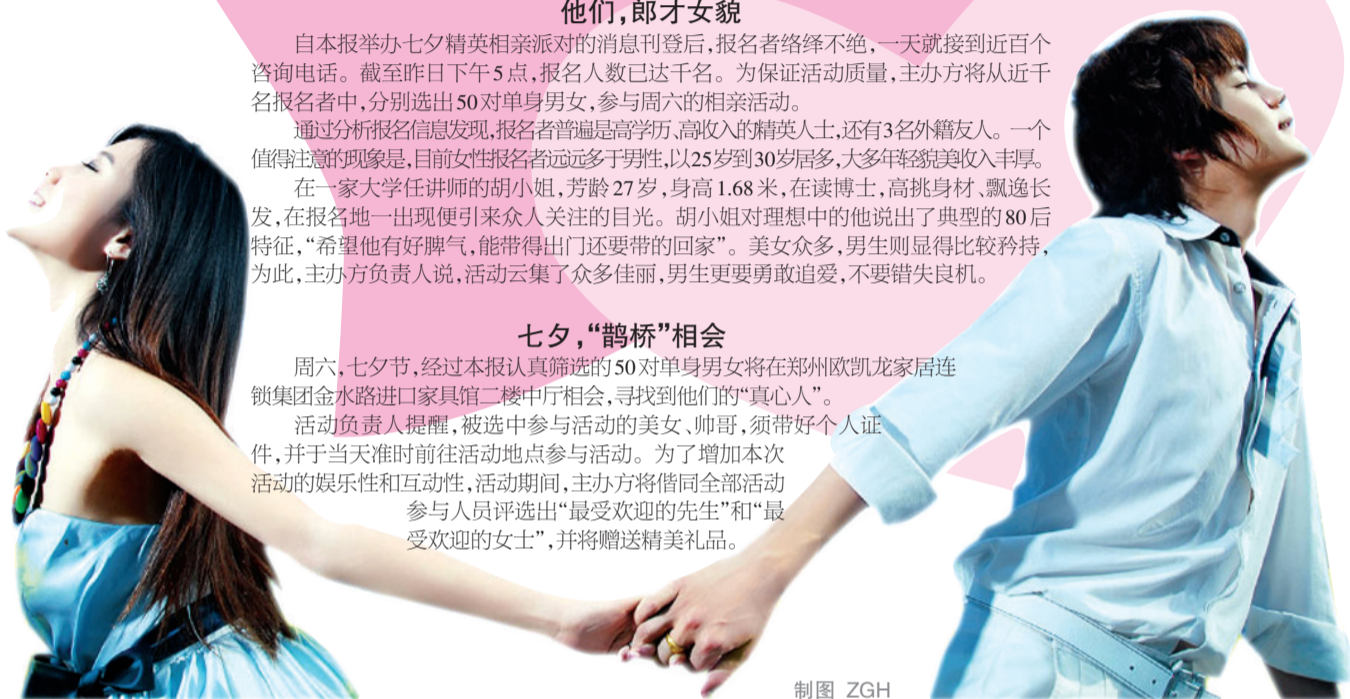 他们，郎才女貌
自本报举办七夕精英相亲派对的消息刊登后，报名者络绎不绝，一天就接到近百个
咨询电话。截至昨日下午5点，报名人数已达千名。为保证活动质量，主办方将从近千
名报名者中，分别选出50对单身男女，参与周六的相亲活动。
通过分析报名信息发现，报名者普遍是高学历、高收入的精英人士，还有3名外籍友人。一个
值得注意的现象是，目前女性报名者远远多于男性，以25岁到30岁居多，大多年轻貌美收入丰厚。
在一家大学任讲师的胡小姐，芳龄27岁，身高1.68米，在读博士，高挑身材、飘逸长
发，在报名地一出现便引来众人关注的目光。胡小姐对理想中的他说出了典型的80后
特征，“希望他有好脾气，能带得出门还要带的回家”。美女众多，男生则显得比较矜持，
为此，主办方负责人说，活动云集了众多佳丽，男生更要勇敢追爱，不要错失良机。
七夕，“鹊桥”相会
周六，七夕节，经过本报认真筛选的50对单身男女将在郑州欧凯龙家居连
锁集团金水路进口家具馆二楼中厅相会，寻找到他们的“真心人”。
活动负责人提醒，被选中参与活动的美女、帅哥，须带好个人证
件，并于当天准时前往活动地点参与活动。为了增加本次
活动的娱乐性和互动性，活动期间，主办方将偕同全部活动
参与人员评选出“最受欢迎的先生”和“最
受欢迎的女士”，并将赠送精美礼品。
制图 ZGH